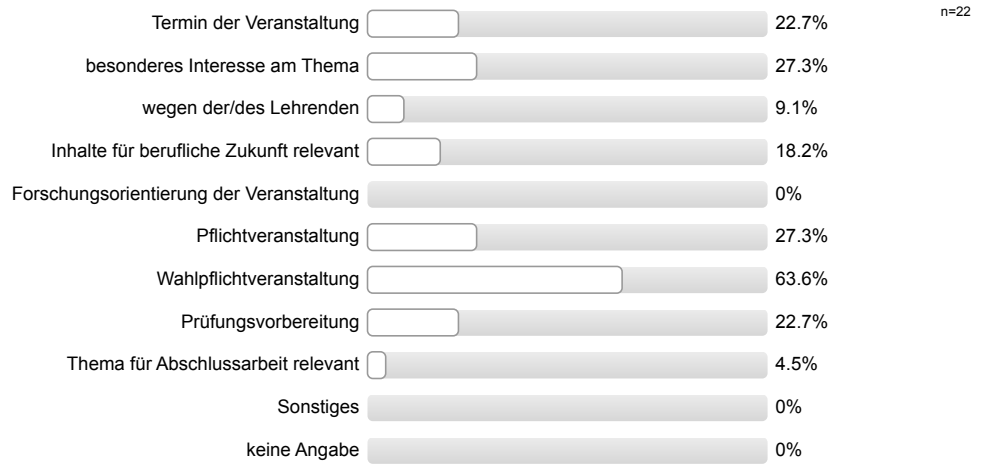 n=22
Termin der Veranstaltung 22.7%
besonderes Interesse am Thema 27.3%
wegen der/des Lehrenden 9.1%
Inhalte für berufliche Zukunft relevant 18.2%
Forschungsorientierung der Veranstaltung 0%
Pflichtveranstaltung 27.3%
Wahlpflichtveranstaltung 63.6%
Prüfungsvorbereitung 22.7%
Thema für Abschlussarbeit relevant 4.5%
Sonstiges 0%
keine Angabe 0%